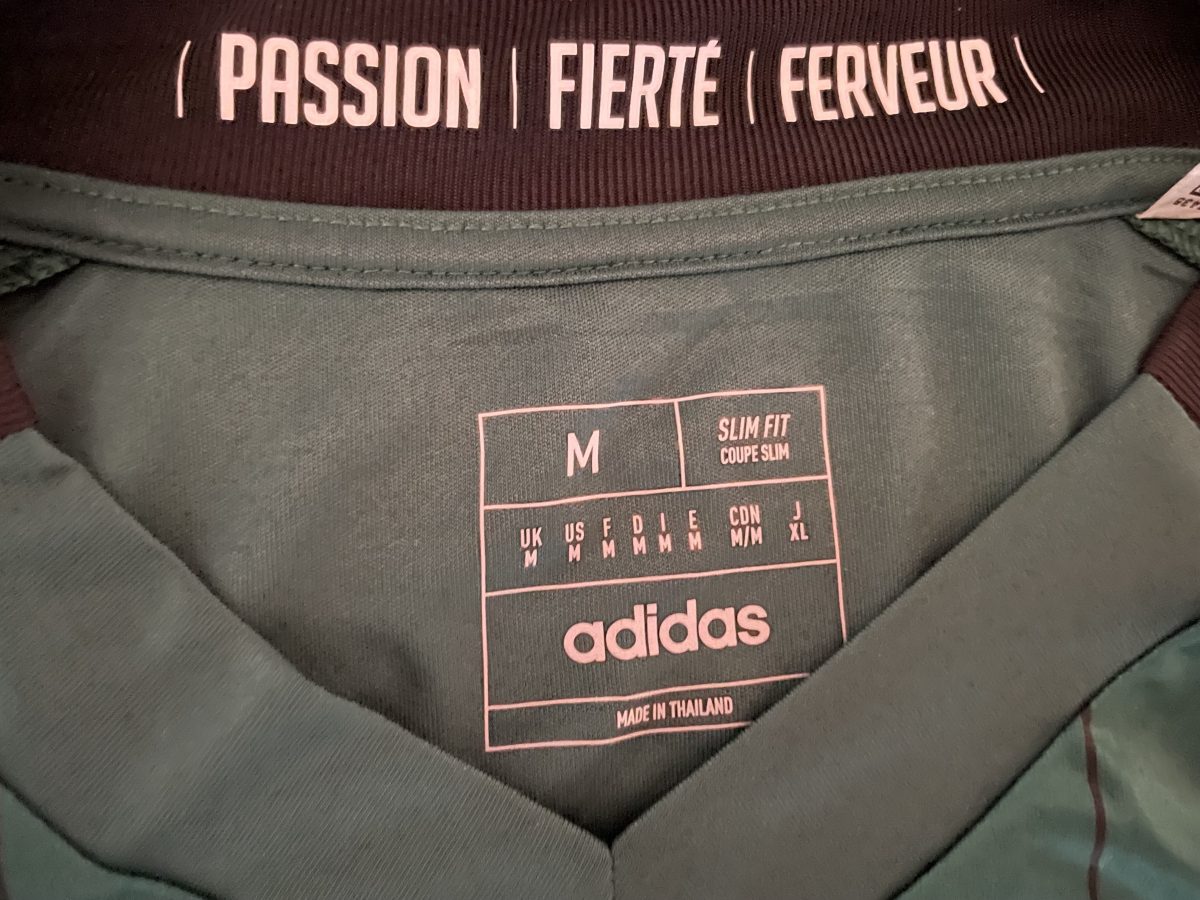 | PASSION | FIERTÉ | FERVEUR |
M
SLIM FIT
COUPE SLIM
UK US F D I E CDN J
M M M M M M M/M XL
adidas
MADE IN THAILAND